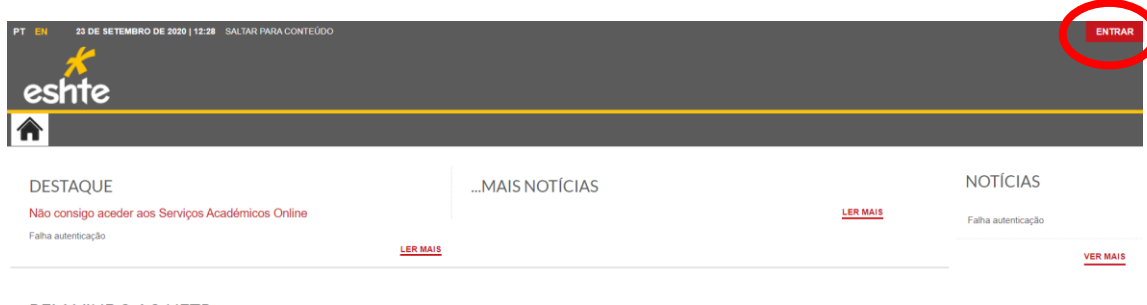 PT EN 23 DE SETEMBRO DE 2020 | 12:28 SALTAR PARA CONTEÚDO
ENTRAR
eshte
DESTAQUE
Não consigo aceder aos Serviços Académicos Online
Falha autenticação
LER MAIS
...MAIS NOTÍCIAS
LER MAIS
NOTÍCIAS
Falha autenticação
VER MAIS